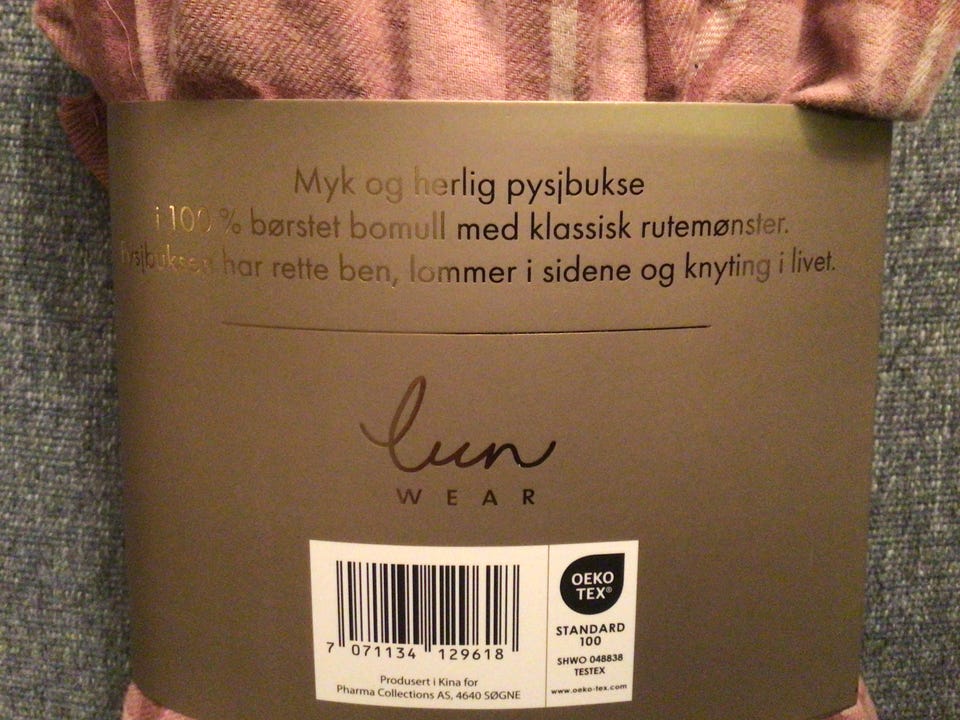 Myk og herlig pysjbukse
i 100 % børstet bomull med klassisk rutemønster.
Pysjbuksen har rette ben, lommer i sidene og knyting i livet.
lun
WEAR
7 071134 129618
Produsert i Kina for
Pharma Collections AS, 4640 SØGNE
OEKO
TEX®
STANDARD
100
SHWO 048838
TESTEX
www.oeko-tex.com